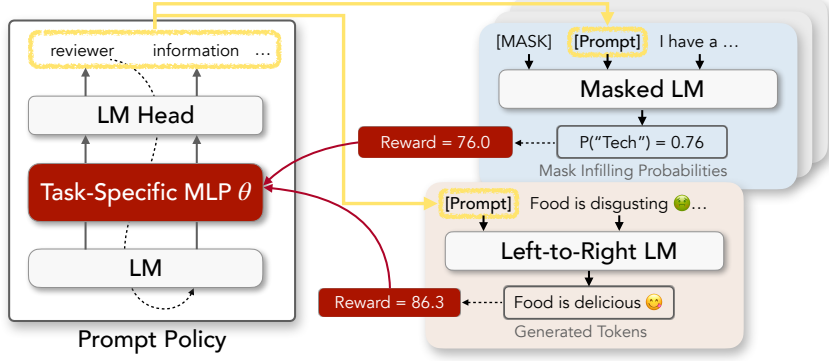 reviewer information ...
LM Head
Task-Specific MLP θ
LM
Prompt Policy
[MASK] [Prompt] I have a ...
Masked LM
P("Tech") = 0.76
Mask Infilling Probabilities
Reward = 76.0
[Prompt] Food is disgusting 🤢...
Left-to-Right LM
Food is delicious 😋
Generated Tokens
Reward = 86.3